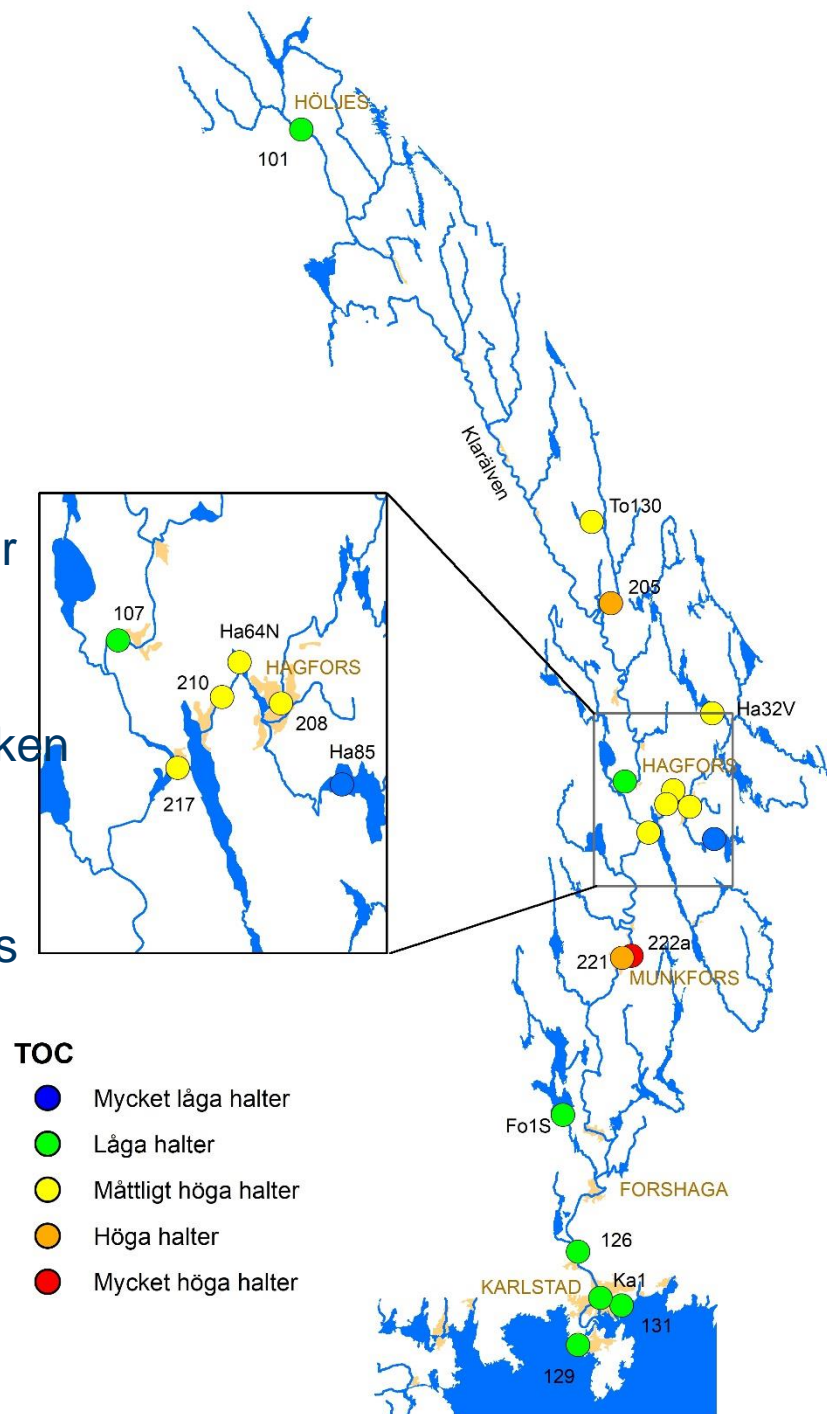 HÖLJES
101
Klarälven
To130
205
Ha32V
HAGFORS
222a
221
MUNKFORS
Fo1S
FORSHAGA
126
KARLSTAD
Ka1
131
129
r
107
Ha64N
HAGFORS
210
208
ken
Ha85
217
s
TOC
Mycket låga halter
Låga halter
Måttligt höga halter
Höga halter
Mycket höga halter